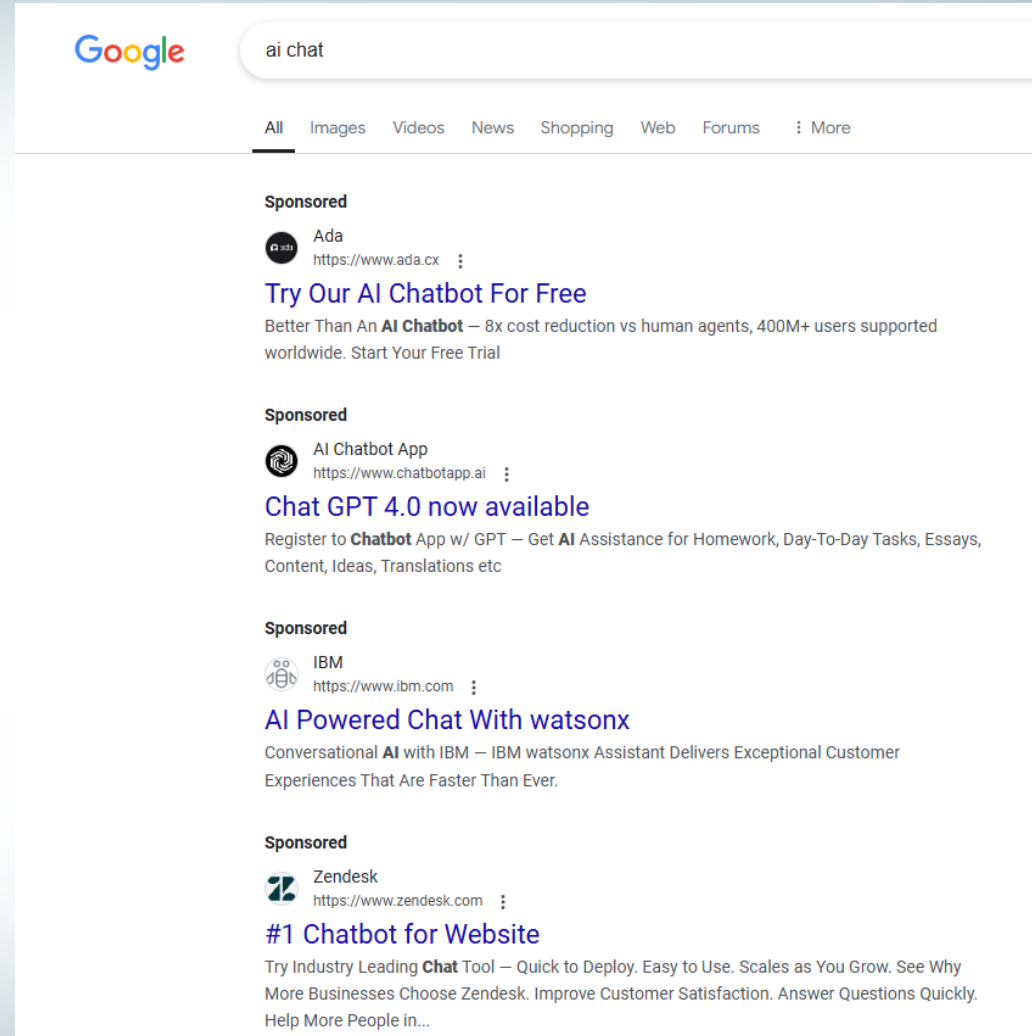 Google
ai chat
All Images Videos News Shopping Web Forums More
Sponsored
Ada
https://www.ada.cx
Try Our AI Chatbot For Free
Better Than An AI Chatbot — 8x cost reduction vs human agents, 400M+ users supported
worldwide. Start Your Free Trial
Sponsored
AI Chatbot App
https://www.chatbotapp.ai
Chat GPT 4.0 now available
Register to Chatbot App w/ GPT — Get AI Assistance for Homework, Day-To-Day Tasks, Essays,
Content, Ideas, Translations etc
Sponsored
IBM
https://www.ibm.com
AI Powered Chat With watsonx
Conversational AI with IBM — IBM watsonx Assistant Delivers Exceptional Customer
Experiences That Are Faster Than Ever.
Sponsored
Zendesk
https://www.zendesk.com
#1 Chatbot for Website
Try Industry Leading Chat Tool — Quick to Deploy. Easy to Use. Scales as You Grow. See Why
More Businesses Choose Zendesk. Improve Customer Satisfaction. Answer Questions Quickly.
Help More People in...